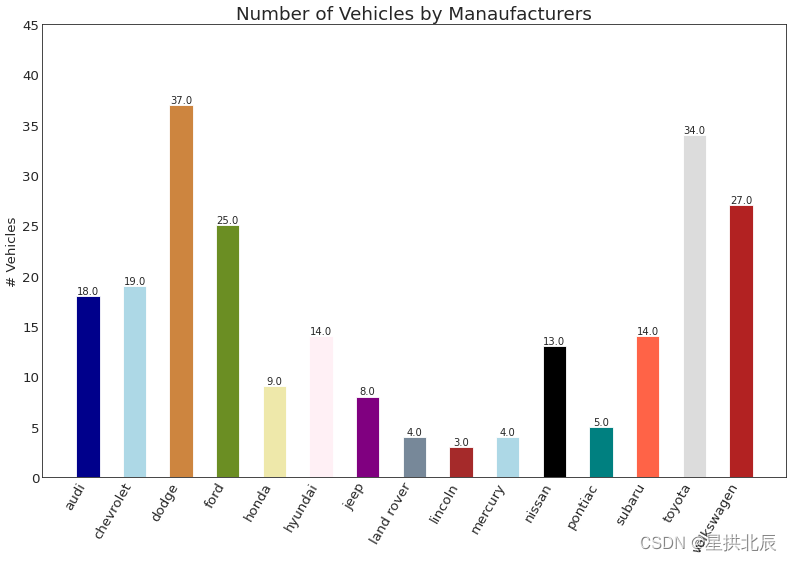 Number of Vehicles by Manaufacturers
# Vehicles
45
40
35
30
25
20
15
10
5
0
18.0
19.0
37.0
25.0
9.0
14.0
8.0
4.0
3.0
4.0
13.0
5.0
14.0
34.0
27.0
audi
chevrolet
dodge
ford
honda
hyundai
jeep
land rover
lincoln
mercury
nissan
pontiac
subaru
toyota
volkswagen
CSDN @星拱北辰